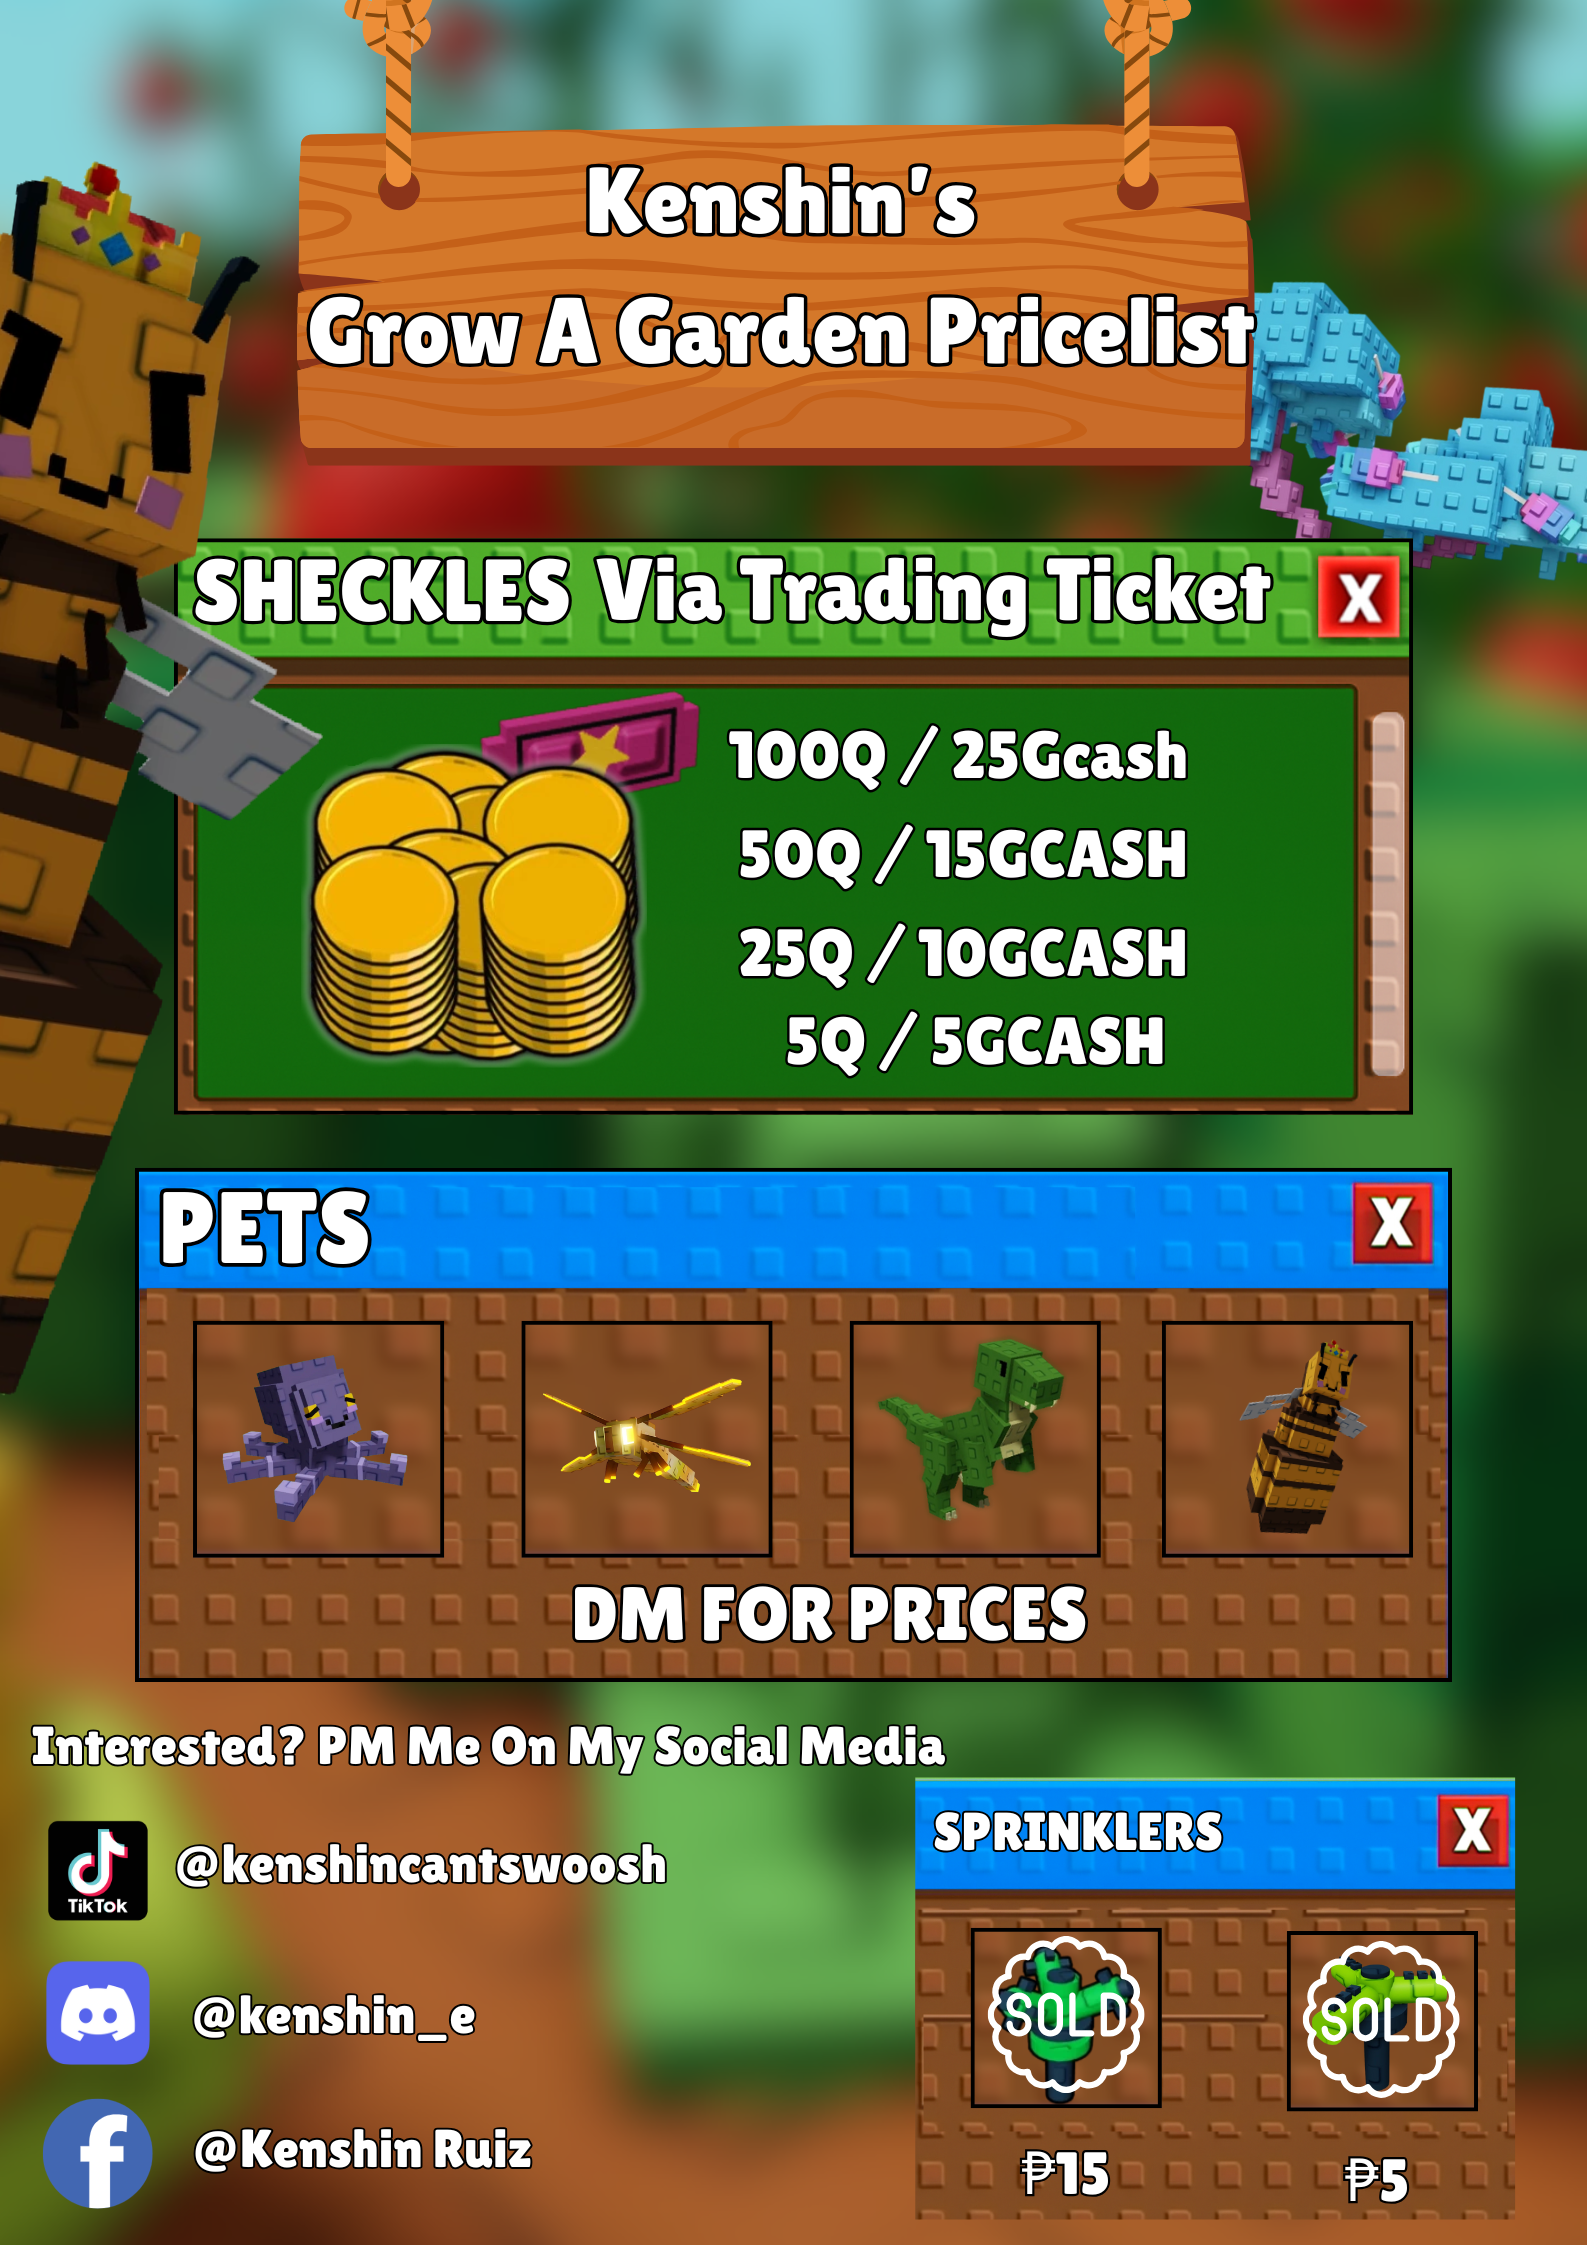 Kenshin's
Grow A Garden Pricelist
SHECKLES Via Trading Ticket
X
100Q / 25Gcash
50Q / 15GCASH
25Q / 10GCASH
5Q / 5GCASH
PETS
X
DM FOR PRICES
Interested? PM Me On My Social Media
TikTok
@kenshincantswoosh
@kenshin_e
@Kenshin Ruiz
SPRINKLERS
X
SOLD
SOLD
₱15
₱5